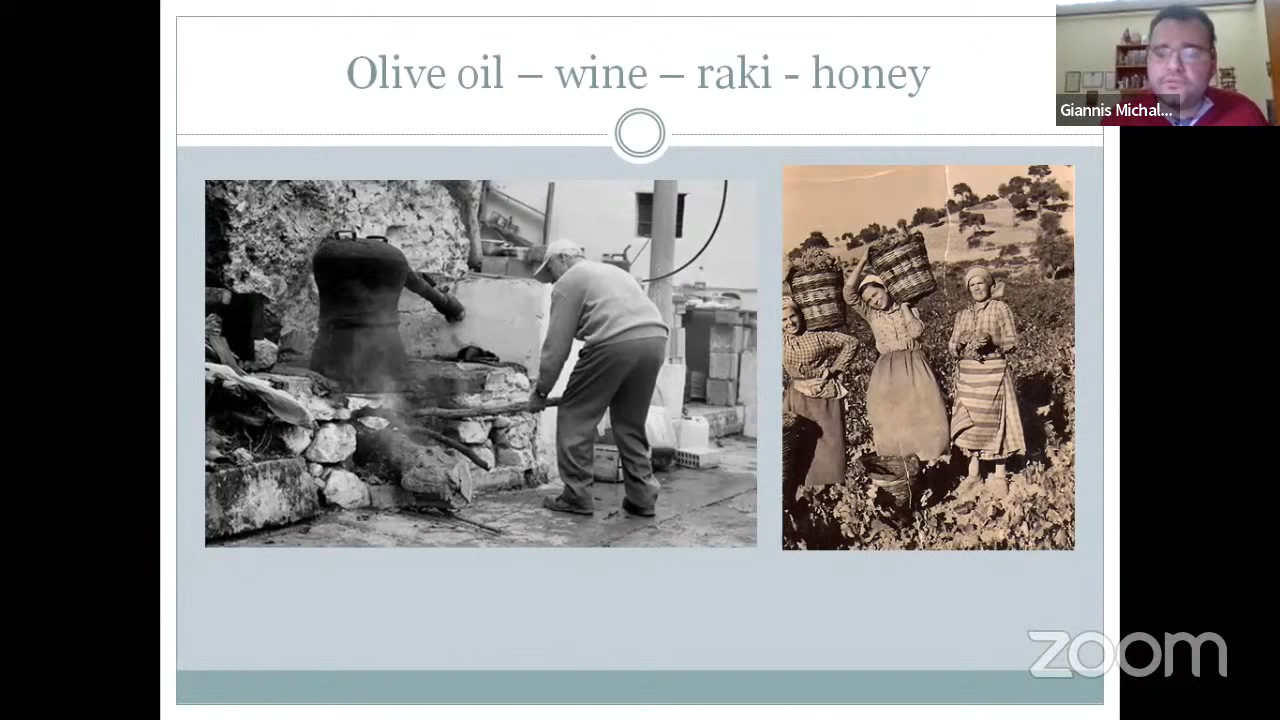 Olive oil – wine – raki - honey
Giannis Michal...
zoom